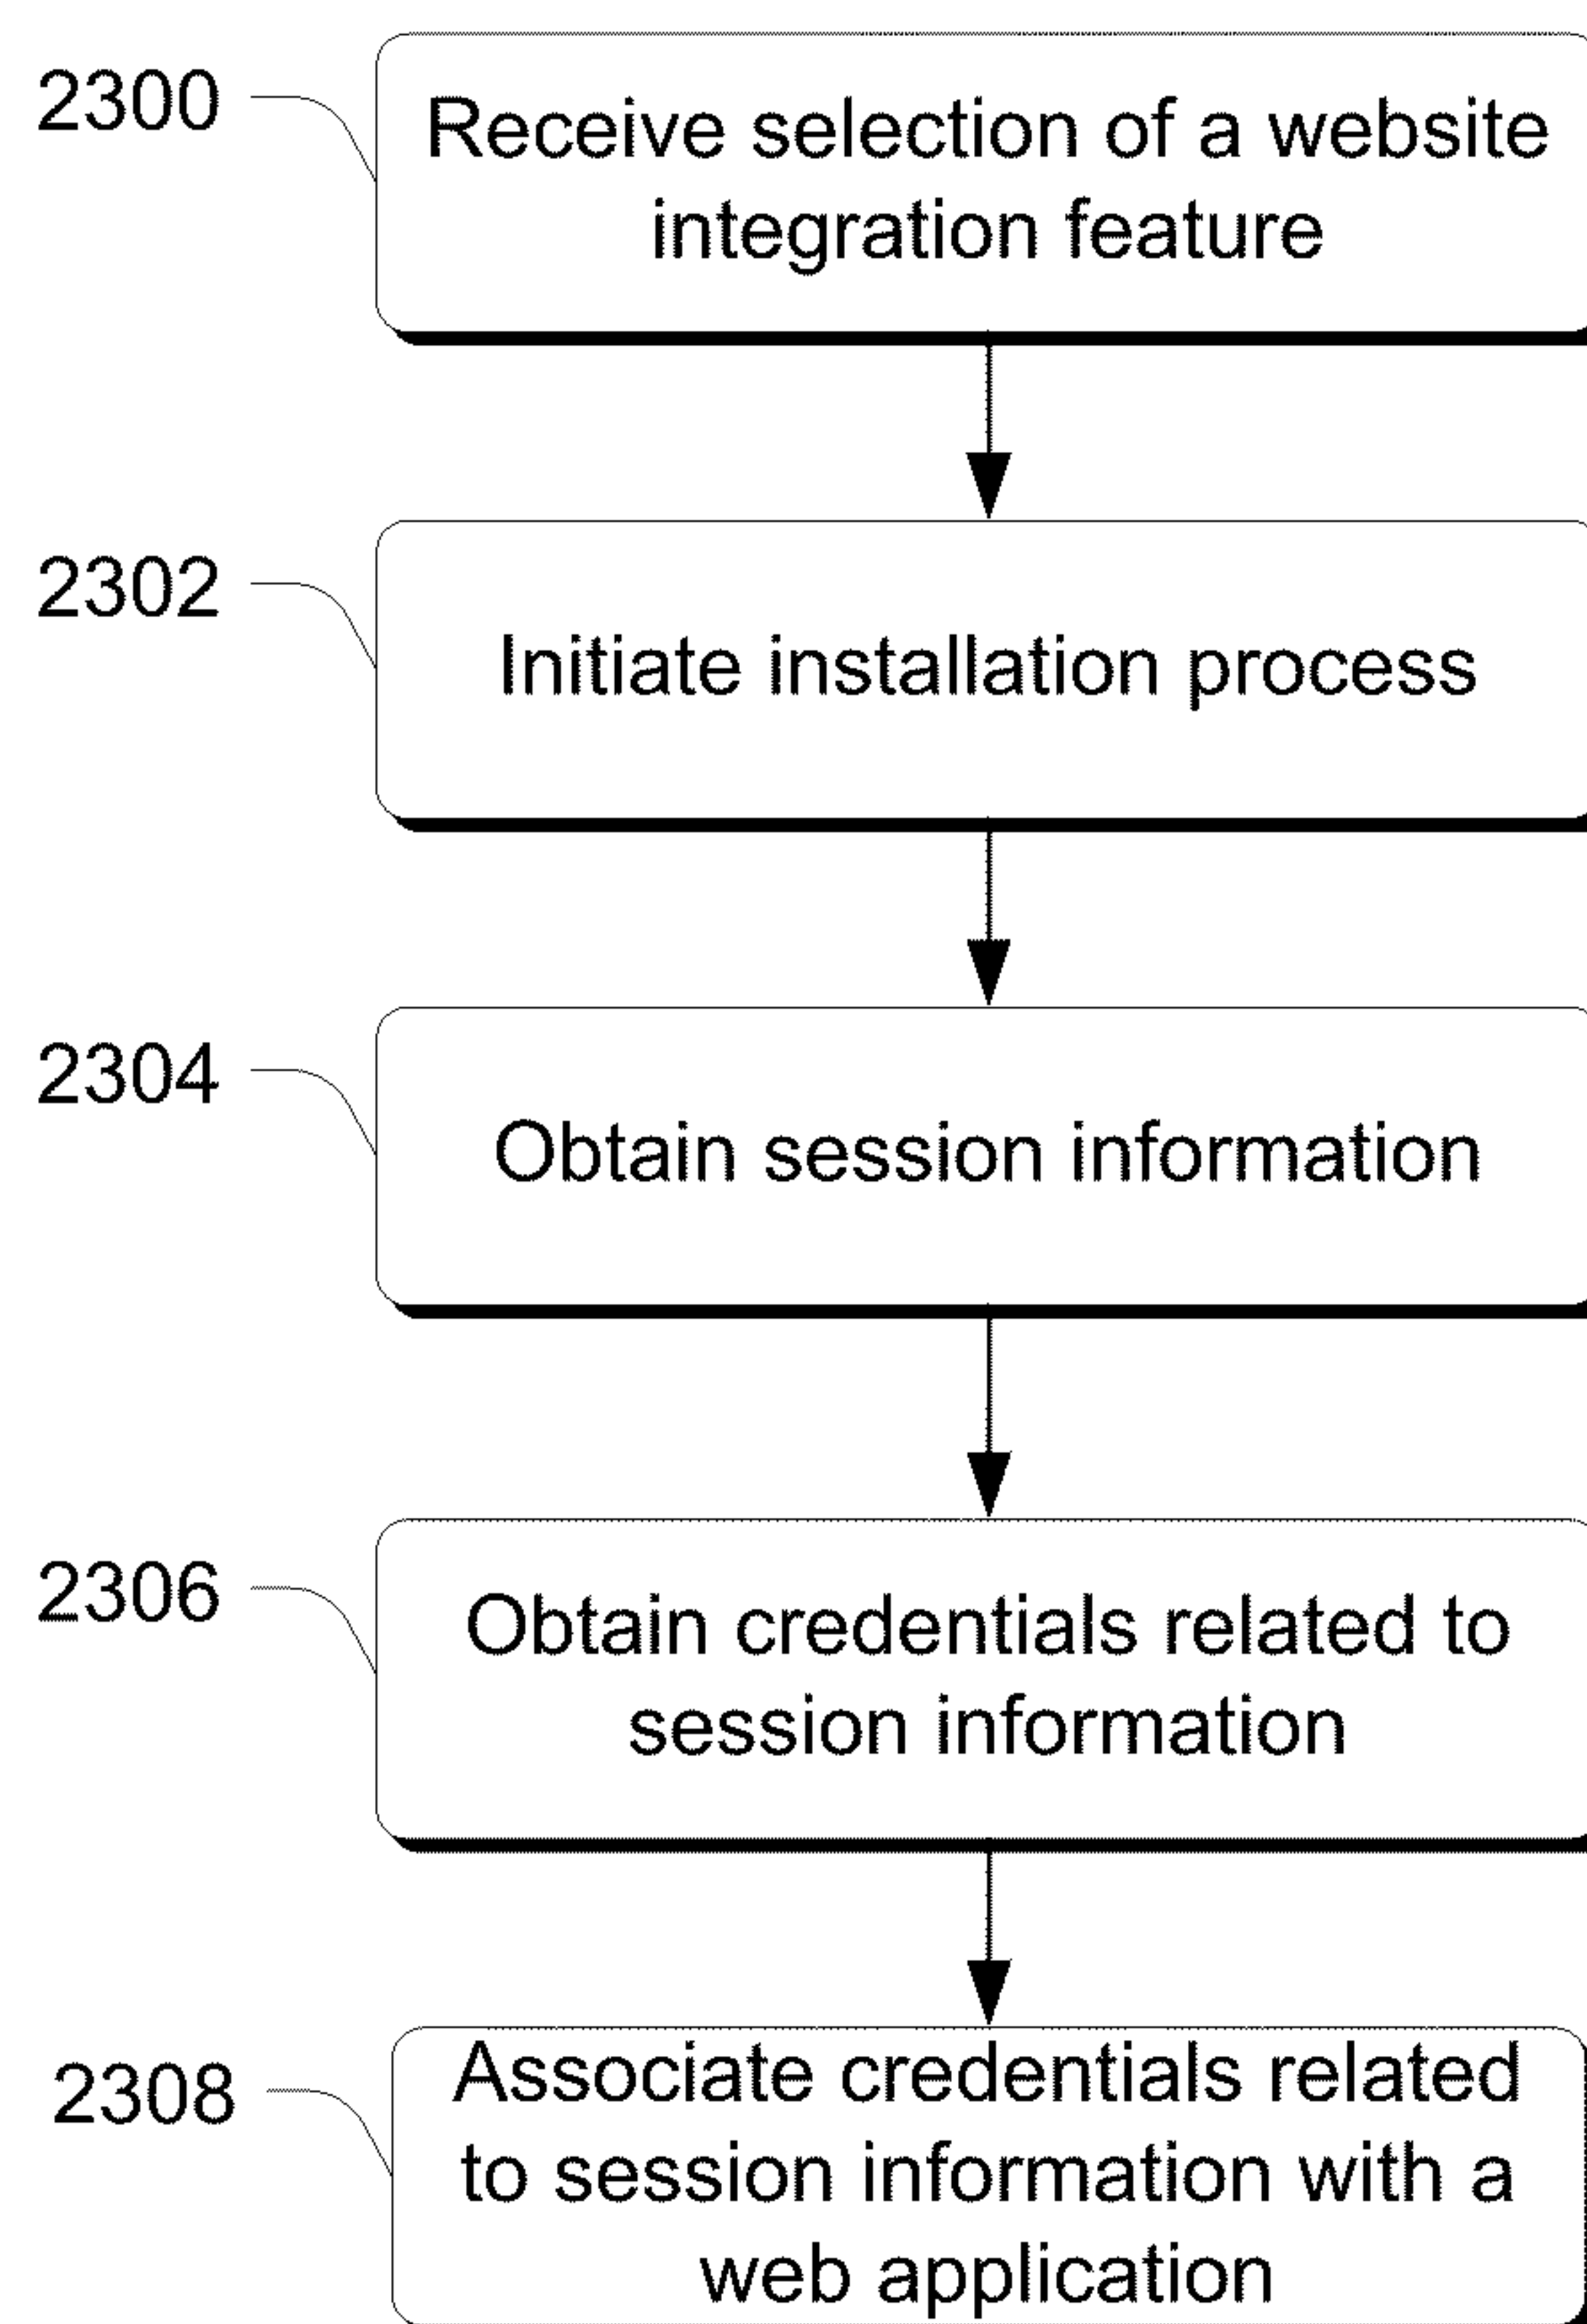 2300
Receive selection of a website
integration feature
2302
Initiate installation process
2304
Obtain session information
2306
Obtain credentials related to
session information
2308
Associate credentials related
to session information with a
web application